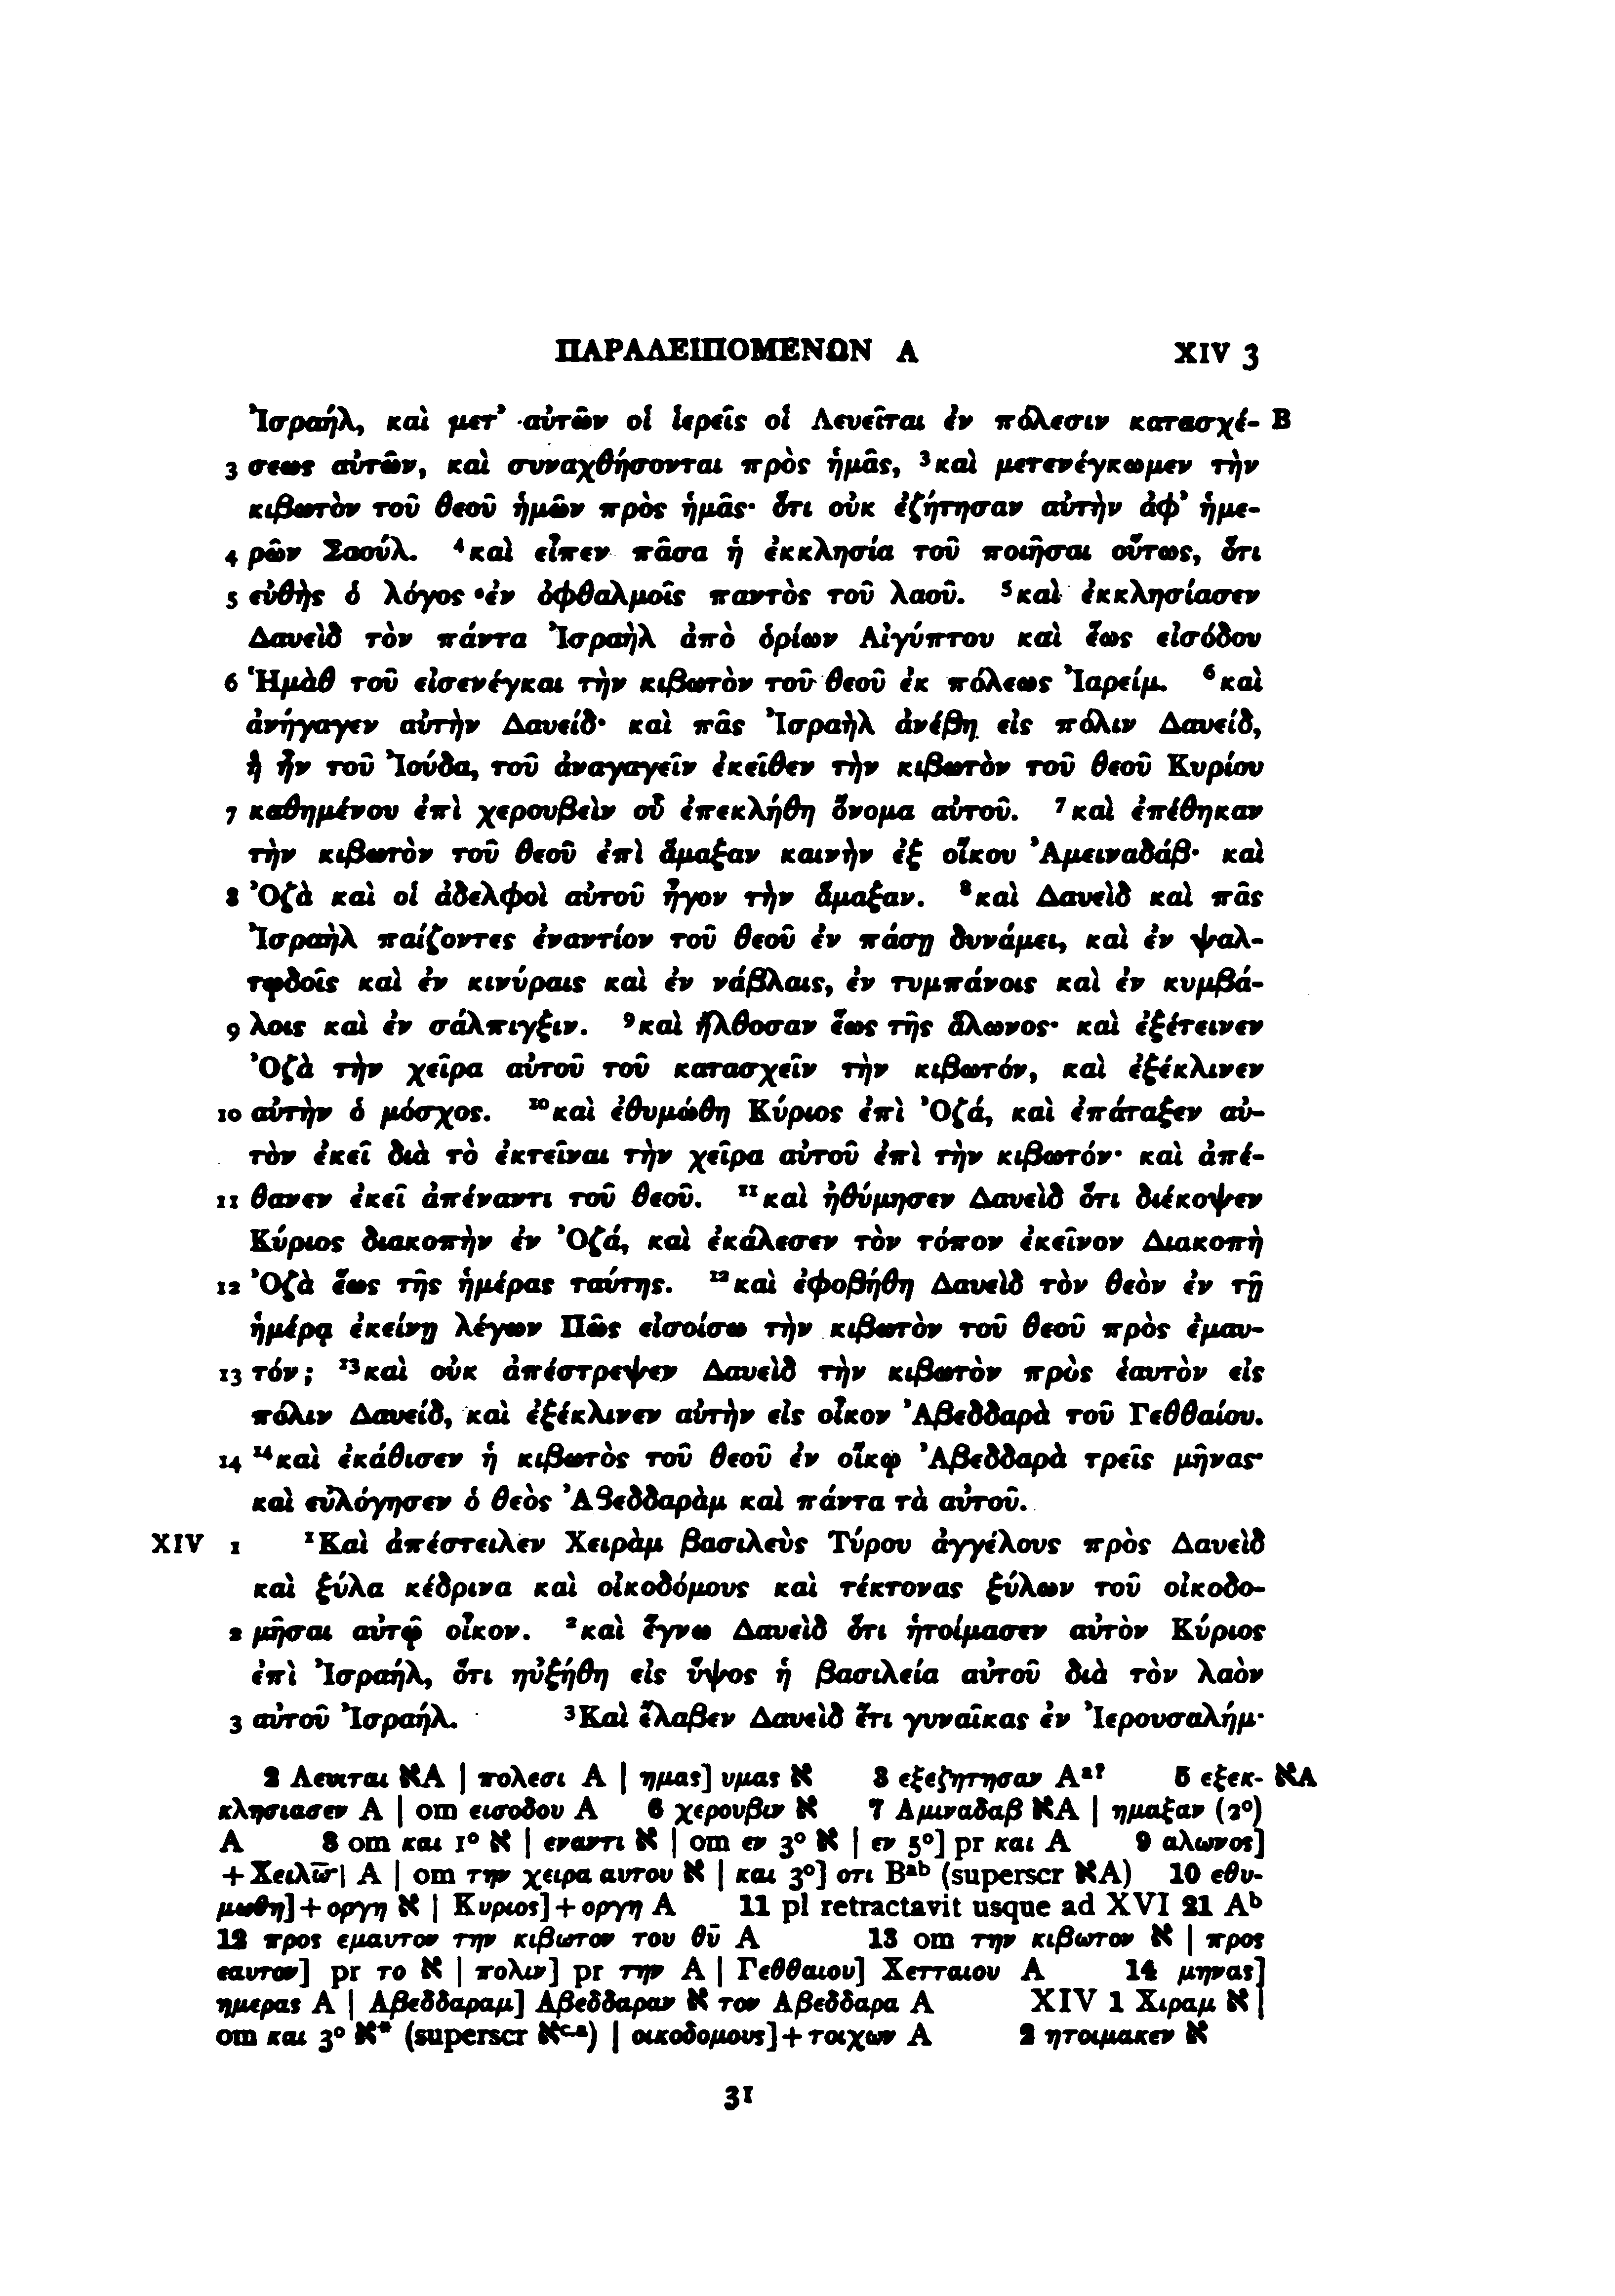 ΠΑΡΑΛΕΙΠΟΜΕΝΩΝ Α XIV 3
Ἰσραήλ, καὶ μετ’ αὐτῶν οἱ ἱερεῖς οἱ Λευεῖται ἐν πόλεσιν κατασχέ- B
3 σεως αὐτῶν, καὶ συναχθήσονται πρὸς ἡμᾶς, ³καὶ μετενέγκωμεν τὴν
κιβωτὸν τοῦ θεοῦ ἡμῶν πρὸς ἡμᾶς· ὅτι οὐκ ἐζήτησαν αὐτὴν ἀφ’ ἡμε-
4 ρῶν Σαούλ. ⁴καὶ εἶπεν πᾶσα ἡ ἐκκλησία τοῦ ποιῆσαι οὕτως, ὅτι
5 εὐθὴς ὁ λόγος ἐν ὀφθαλμοῖς παντὸς τοῦ λαοῦ. ⁵καὶ ἐκκλησίασεν
Δαυεὶδ τὸν πάντα Ἰσραὴλ ἀπὸ ὁρίων Αἰγύπτου καὶ ἕως εἰσόδου
6 Ἡμὰθ τοῦ εἰσενέγκαι τὴν κιβωτὸν τοῦ θεοῦ ἐκ πόλεως Ἰαρείμ. ⁶καὶ
ἀνήγαγεν αὐτὴν Δαυείδ· καὶ πᾶς Ἰσραὴλ ἀνέβη εἰς πόλιν Δαυείδ,
ἣ ἦν τοῦ Ἰούδα, τοῦ ἀναγαγεῖν ἐκεῖθεν τὴν κιβωτὸν τοῦ θεοῦ Κυρίου
7 καθημένου ἐπὶ χερουβεὶν οὗ ἐπεκλήθη ὄνομα αὐτοῦ. ⁷καὶ ἐπέθηκαν
τὴν κιβωτὸν τοῦ θεοῦ ἐπὶ ἅμαξαν καινὴν ἐξ οἴκου Ἀμειναδάβ· καὶ
8 Ὀζὰ καὶ οἱ ἀδελφοὶ αὐτοῦ ἦγον τὴν ἅμαξαν. ⁸καὶ Δαυεὶδ καὶ πᾶς
Ἰσραὴλ παίζοντες ἐναντίον τοῦ θεοῦ ἐν πάσῃ δυνάμει, καὶ ἐν ψαλ-
τῳδοῖς καὶ ἐν κινύραις καὶ ἐν νάβλαις, ἐν τυμπάνοις καὶ ἐν κυμβά-
9 λοις καὶ ἐν σάλπιγξιν. ⁹καὶ ἤλθοσαν ἕως τῆς ἅλωνος· καὶ ἐξέτεινεν
Ὀζὰ τὴν χεῖρα αὐτοῦ τοῦ κατασχεῖν τὴν κιβωτόν, καὶ ἐξέκλινεν
10 αὐτὴν ὁ μόσχος. ¹⁰καὶ ἐθυμώθη Κύριος ἐπὶ Ὀζά, καὶ ἐπάταξεν αὐ-
τὸν ἐκεῖ διὰ τὸ ἐκτεῖναι τὴν χεῖρα αὐτοῦ ἐπὶ τὴν κιβωτόν· καὶ ἀπέ-
11 θανεν ἐκεῖ ἀπέναντι τοῦ θεοῦ. ¹¹καὶ ἠθύμησεν Δαυεὶδ ὅτι διέκοψεν
Κύριος διακοπὴν ἐν Ὀζά, καὶ ἐκάλεσεν τὸν τόπον ἐκεῖνον Διακοπὴ
12 Ὀζὰ ἕως τῆς ἡμέρας ταύτης. ¹²καὶ ἐφοβήθη Δαυεὶδ τὸν θεὸν ἐν τῇ
ἡμέρᾳ ἐκείνῃ λέγων Πῶς εἰσοίσω τὴν κιβωτὸν τοῦ θεοῦ πρὸς ἐμαυ-
13 τόν; ¹³καὶ οὐκ ἀπέστρεψεν Δαυεὶδ τὴν κιβωτὸν πρὸς ἑαυτὸν εἰς
πόλιν Δαυείδ, καὶ ἐξέκλινεν αὐτὴν εἰς οἶκον Ἀβεδδαρὰ τοῦ Γεθθαίου.
14 ¹⁴καὶ ἐκάθισεν ἡ κιβωτὸς τοῦ θεοῦ ἐν οἴκῳ Ἀβεδδαρὰ τρεῖς μῆνας·
καὶ εὐλόγησεν ὁ θεὸς Ἀβεδδαρὰμ καὶ πάντα τὰ αὐτοῦ.
XIV 1 ¹Καὶ ἀπέστειλεν Χειρὰμ βασιλεὺς Τύρου ἀγγέλους πρὸς Δαυεὶδ
καὶ ξύλα κέδρινα καὶ οἰκοδόμους καὶ τέκτονας ξύλων τοῦ οἰκοδο-
2 μῆσαι αὐτῷ οἶκον. ²καὶ ἔγνω Δαυεὶδ ὅτι ἡτοίμασεν αὐτὸν Κύριος
ἐπὶ Ἰσραήλ, ὅτι ηὐξήθη εἰς ὕψος ἡ βασιλεία αὐτοῦ διὰ τὸν λαὸν
3 αὐτοῦ Ἰσραήλ. ³Καὶ ἔλαβεν Δαυεὶδ ἔτι γυναῖκας ἐν Ἰερουσαλήμ·
2 Λευιται ℵA | πολεσι A | ημας] υμας ℵ 3 εξεζητησαν Aᵃ? 5 εξεκ- ℵA
κλησιασεν A | om εισοδου A 6 χερουβιν ℵ 7 Αμιναδαβ ℵA | ημαξαν (2°)
A 8 om και 1° ℵ | εναντι ℵ | om εν 3° ℵ | εν 5°] pr και A 9 αλωνος]
+ Χειλω̅ | A | om την χειρα αυτου ℵ | και 3°] οτι Bᵃᵇ (superscr ℵA) 10 εθυ-
μωθη] + οργη ℵ | Κυριος] + οργη A 11 pl retractavit usque ad XVI 21 Aᵇ
12 προς εμαυτον την κιβωτον του θυ̅ A 13 om την κιβωτον ℵ | προς
εαυτον] pr το ℵ | πολιν] pr την A | Γεθθαιου] Χετταιου A 14 μηνας]
ημερας A | Αβεδδαραμ] Αβεδδαραν ℵ τον Αβεδδαρα A XIV 1 Χιραμ ℵ |
om και 3° ℵ* (superscr ℵᶜ·ᵃ) | οικοδομους] + τοιχων A 2 ητοιμακεν ℵ
31